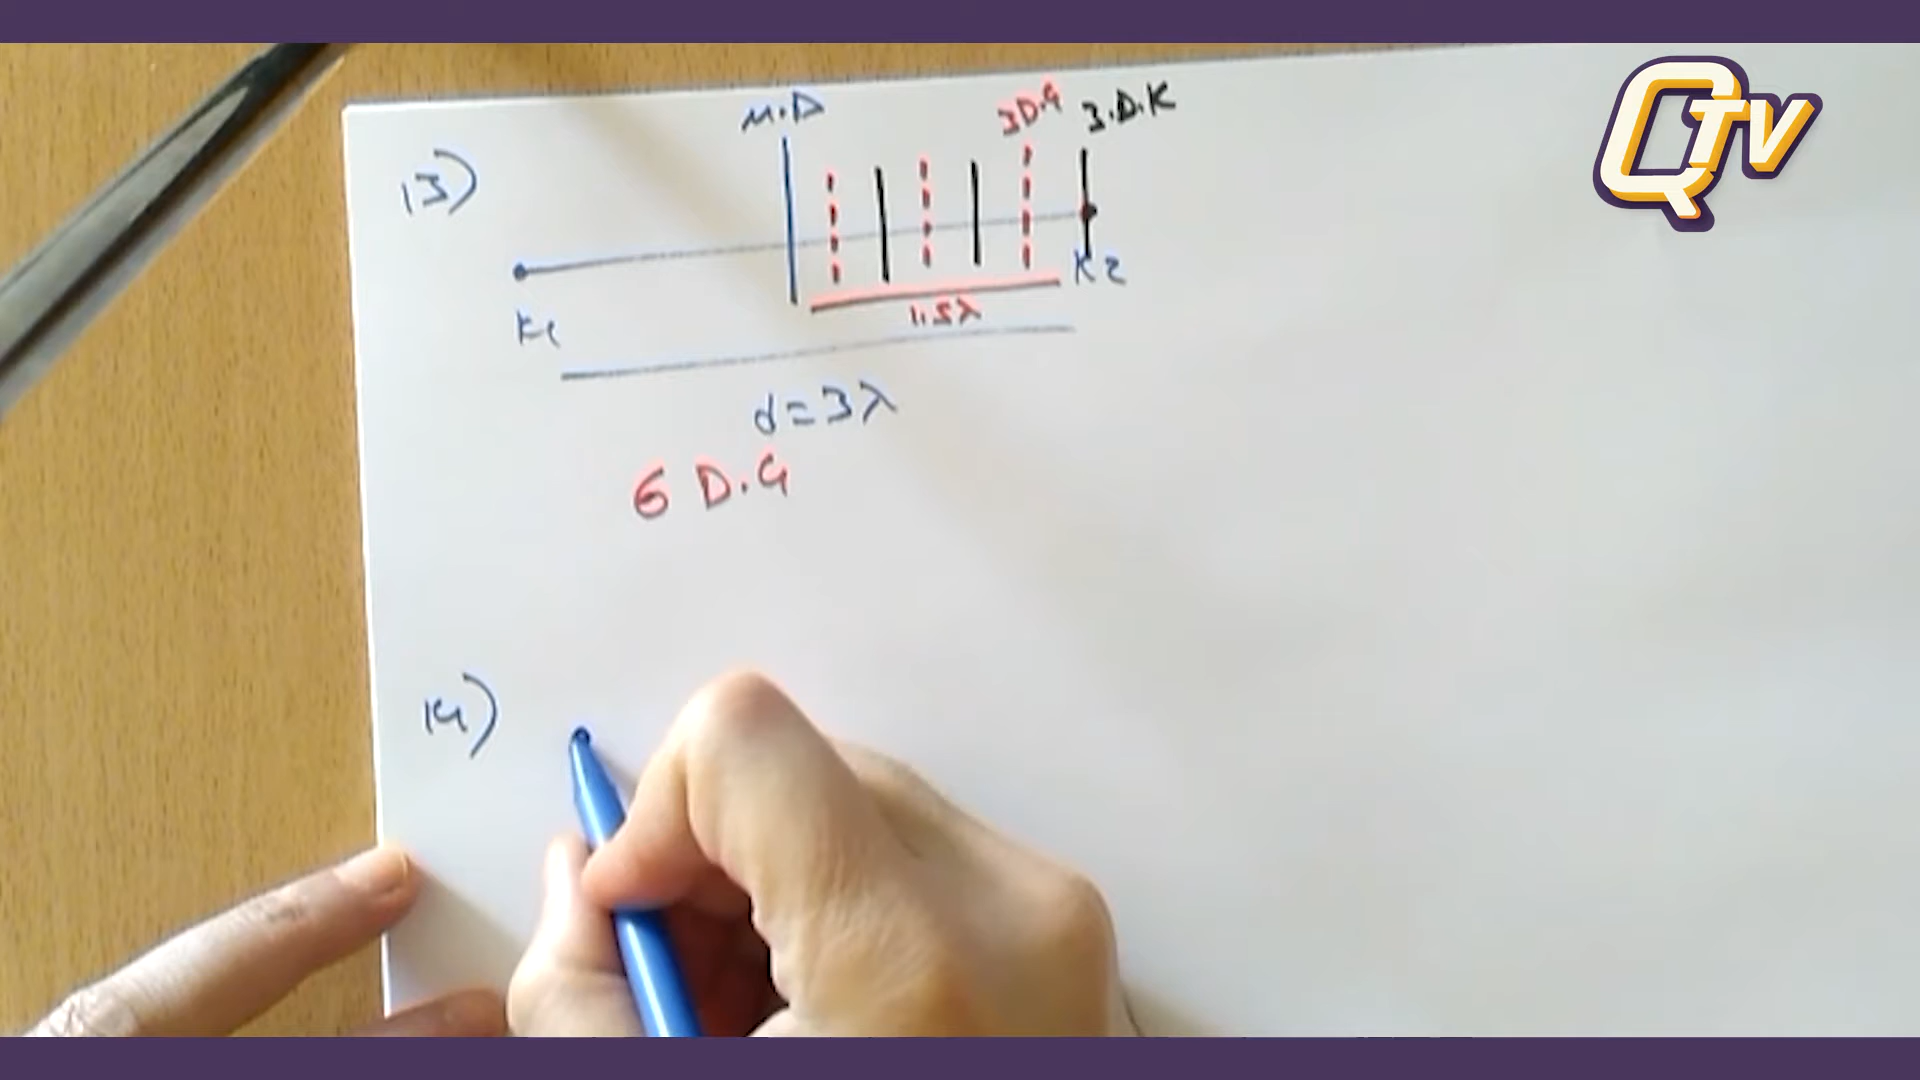 QTV
M.D 3D.G 3.D.K
13)
K1 K2
1.5λ
d=3λ
6 D.G
14)